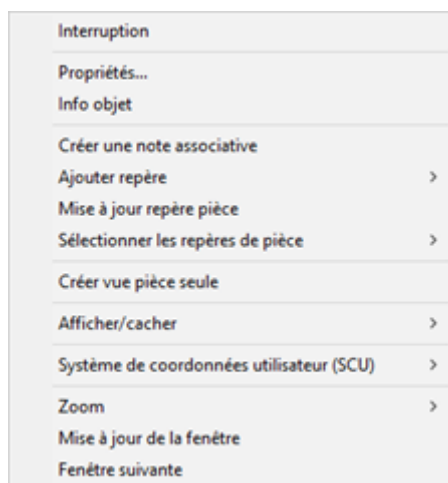 Interruption
Propriétés...
Info objet
Créer une note associative
Ajouter repère
Mise à jour repère pièce
Sélectionner les repères de pièce
Créer vue pièce seule
Afficher/cacher
Système de coordonnées utilisateur (SCU)
Zoom
Mise à jour de la fenêtre
Fenêtre suivante